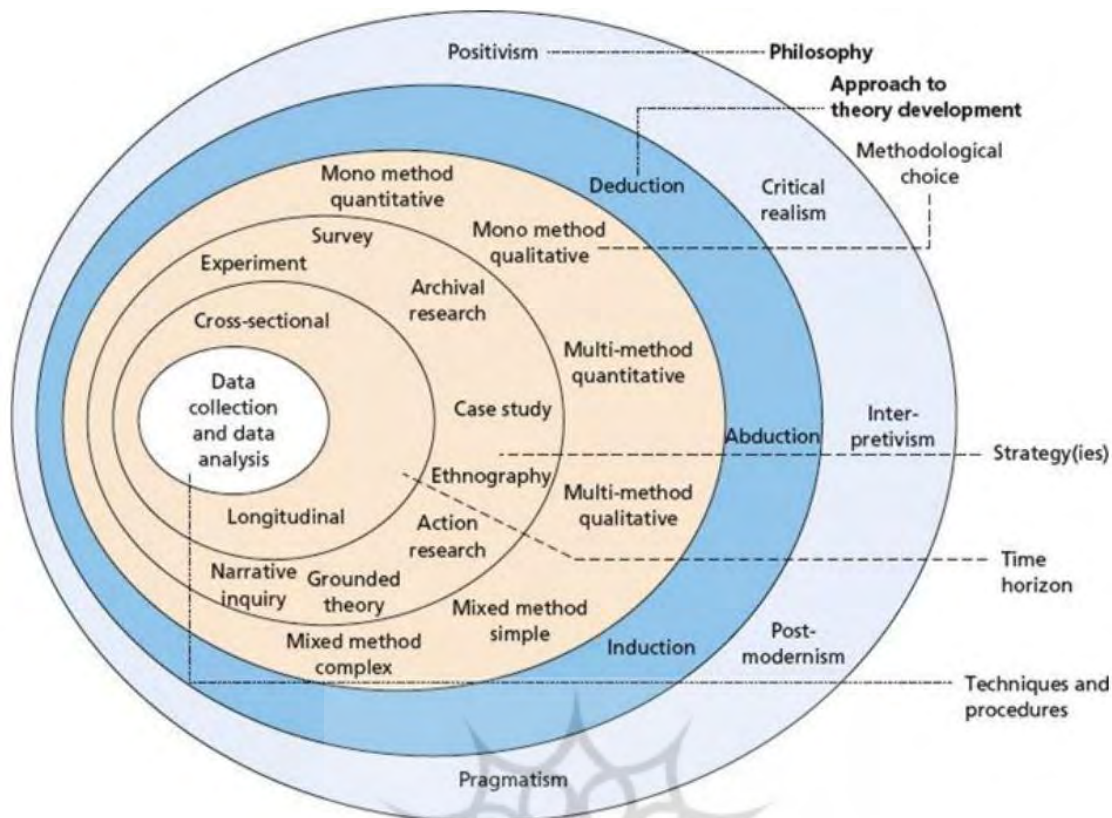 Positivism
Philosophy
Approach to
theory development
Methodological
choice
Deduction
Critical
realism
Mono method
quantitative
Mono method
qualitative
Survey
Experiment
Archival
research
Cross-sectional
Multi-method
quantitative
Data
collection
and data
analysis
Case study
Abduction
Inter-
pretivism
Strategy(ies)
Ethnography
Multi-method
qualitative
Longitudinal
Action
research
Time
horizon
Narrative
inquiry
Grounded
theory
Mixed method
simple
Mixed method
complex
Induction
Post-
modernism
Techniques and
procedures
Pragmatism